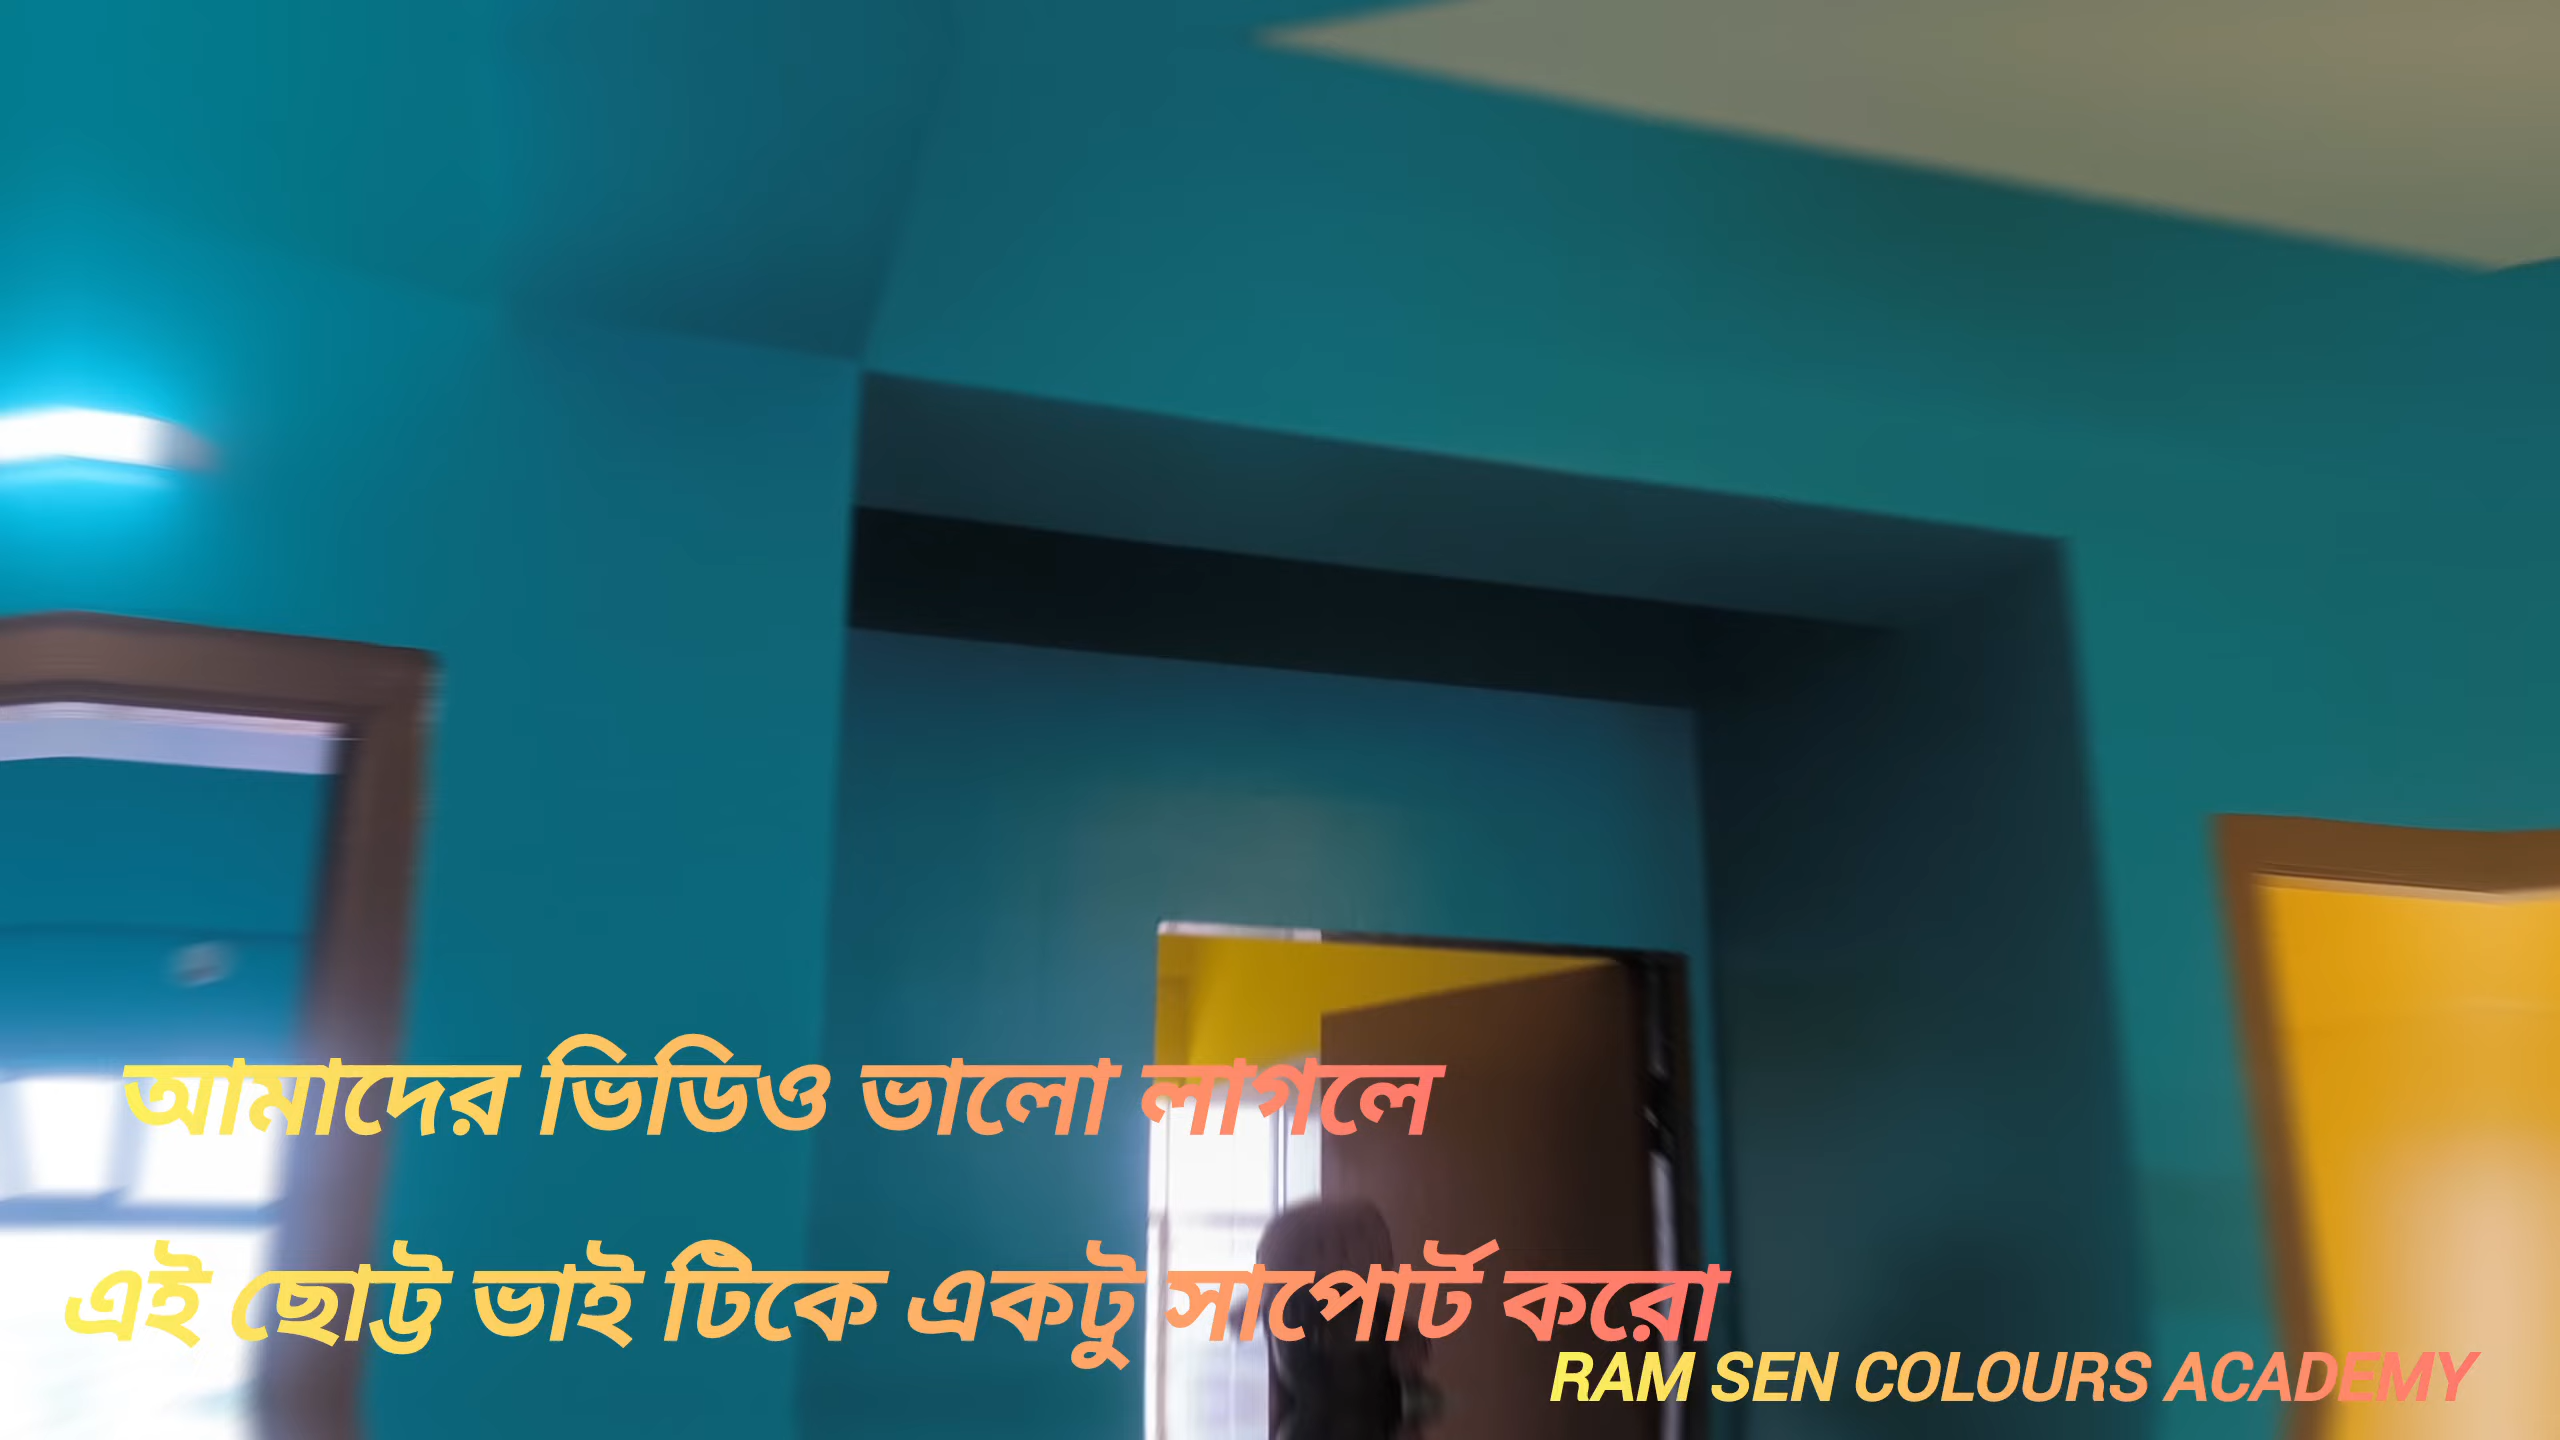 আমাদের ভিডিও ভালো লাগলে
এই ছোট্ট ভাই টিকে একটু সাপোর্ট করো
RAM SEN COLOURS ACADEMY